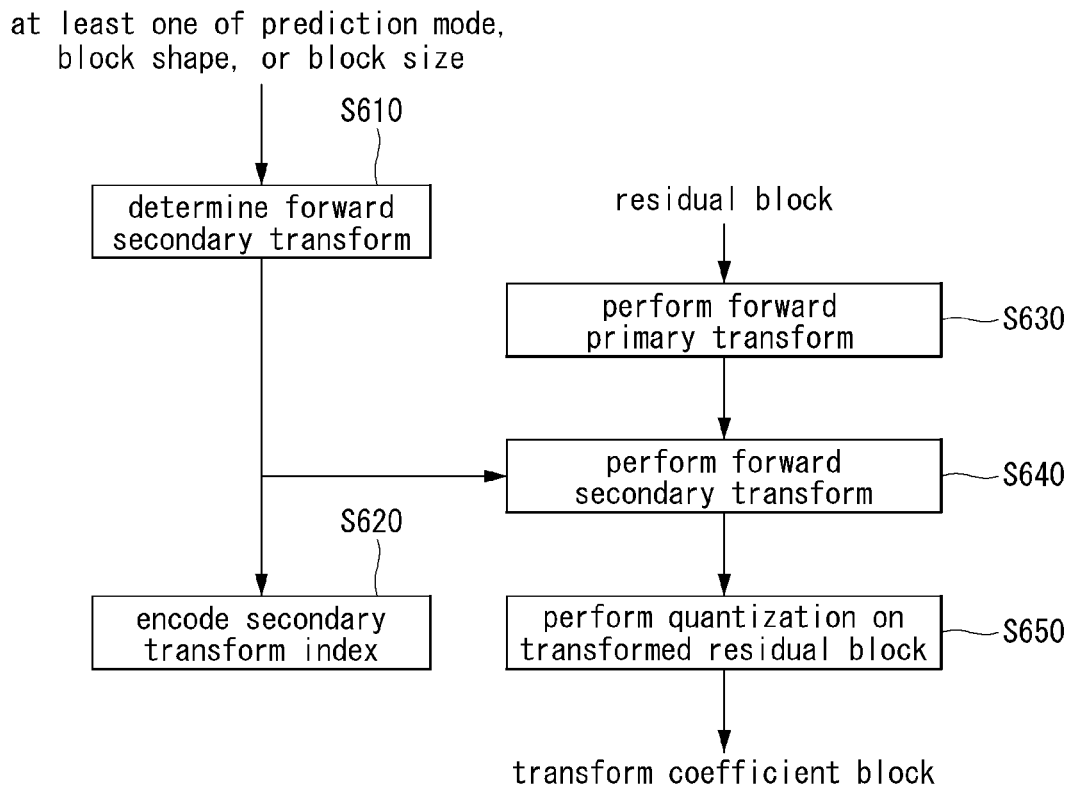 at least one of prediction mode,
block shape, or block size
S610
determine forward
secondary transform
residual block
perform forward
primary transform
S630
perform forward
secondary transform
S640
S620
encode secondary
transform index
perform quantization on
transformed residual block
S650
transform coefficient block